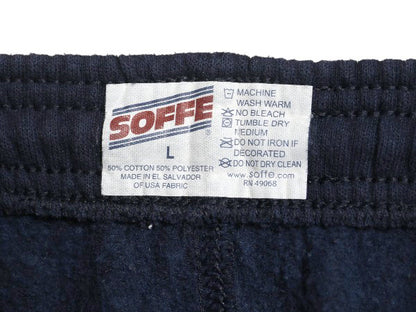 SOFFE
L
50% COTTON 50% POLYESTER
MADE IN EL SALVADOR
OF USA FABRIC
MACHINE
WASH WARM
NO BLEACH
TUMBLE DRY
MEDIUM
DO NOT IRON IF
DECORATED
DO NOT DRY CLEAN
www.soffe.com
RN 49068